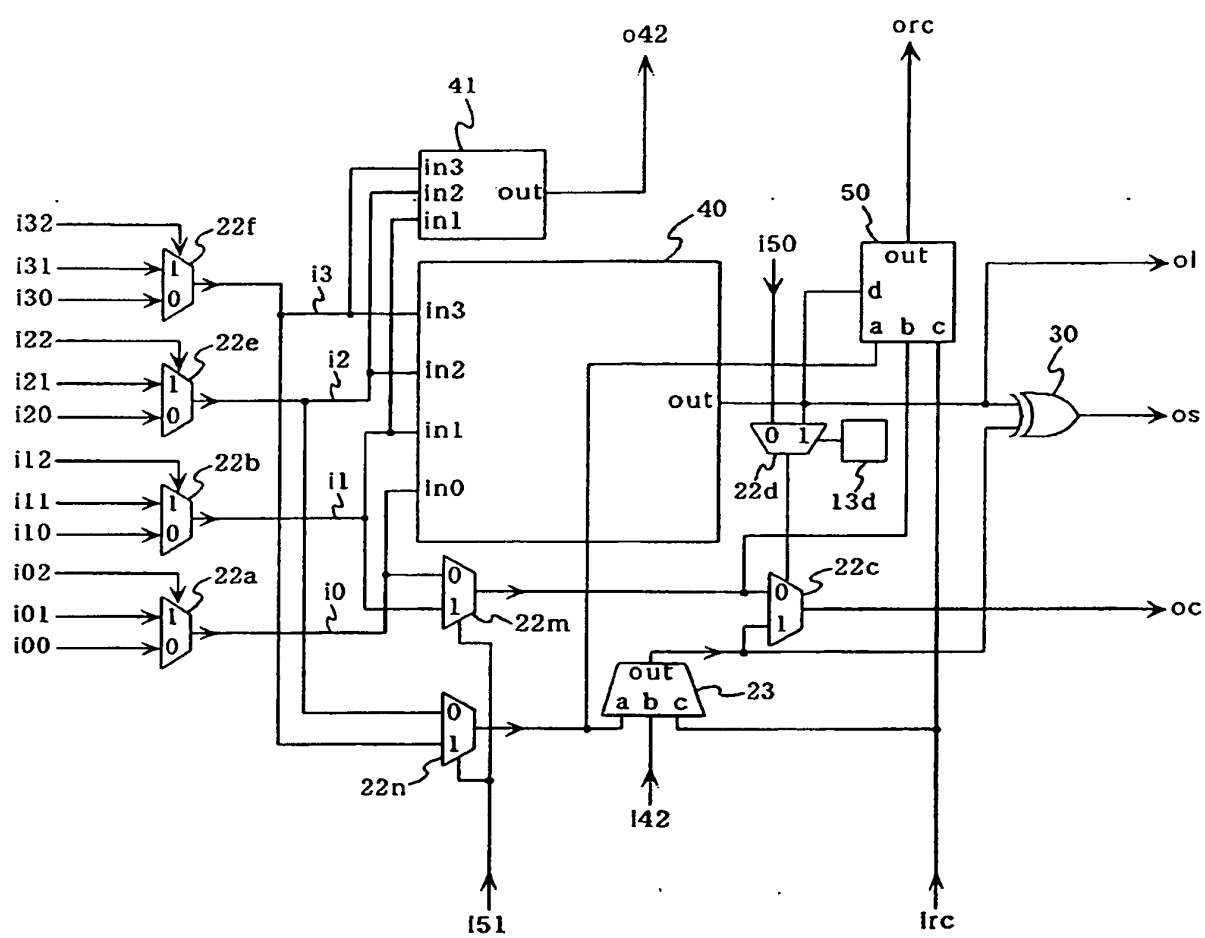 orc
o42
41
in3
in2
out
in1
i32
22f
i31
1
i30
0
i3
40
i50
50
out
d
a b c
ol
in3
i22
22e
i21
1
i20
0
i2
in2
out
30
os
in1
0 1
22d
13d
i12
22b
i11
1
i10
0
i1
in0
i02
22a
i01
1
i00
0
i0
0
1
22m
0
1
22c
oc
out
a b c
23
0
1
22n
i42
i51
irc